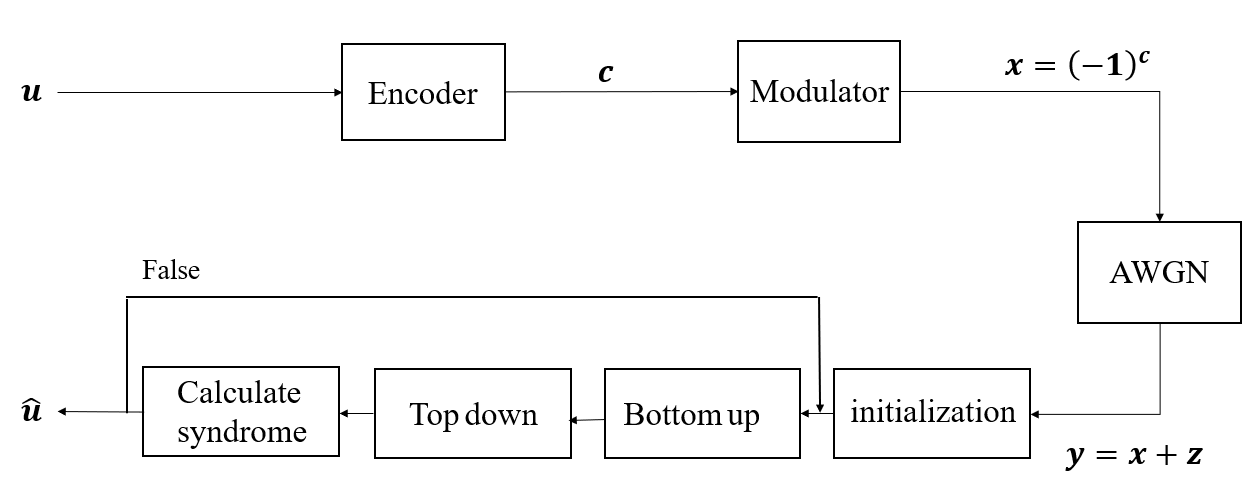 u
Encoder
c
Modulator
x = (−1)^c
AWGN
y = x + z
initialization
Bottom up
Top down
Calculate
syndrome
False
û